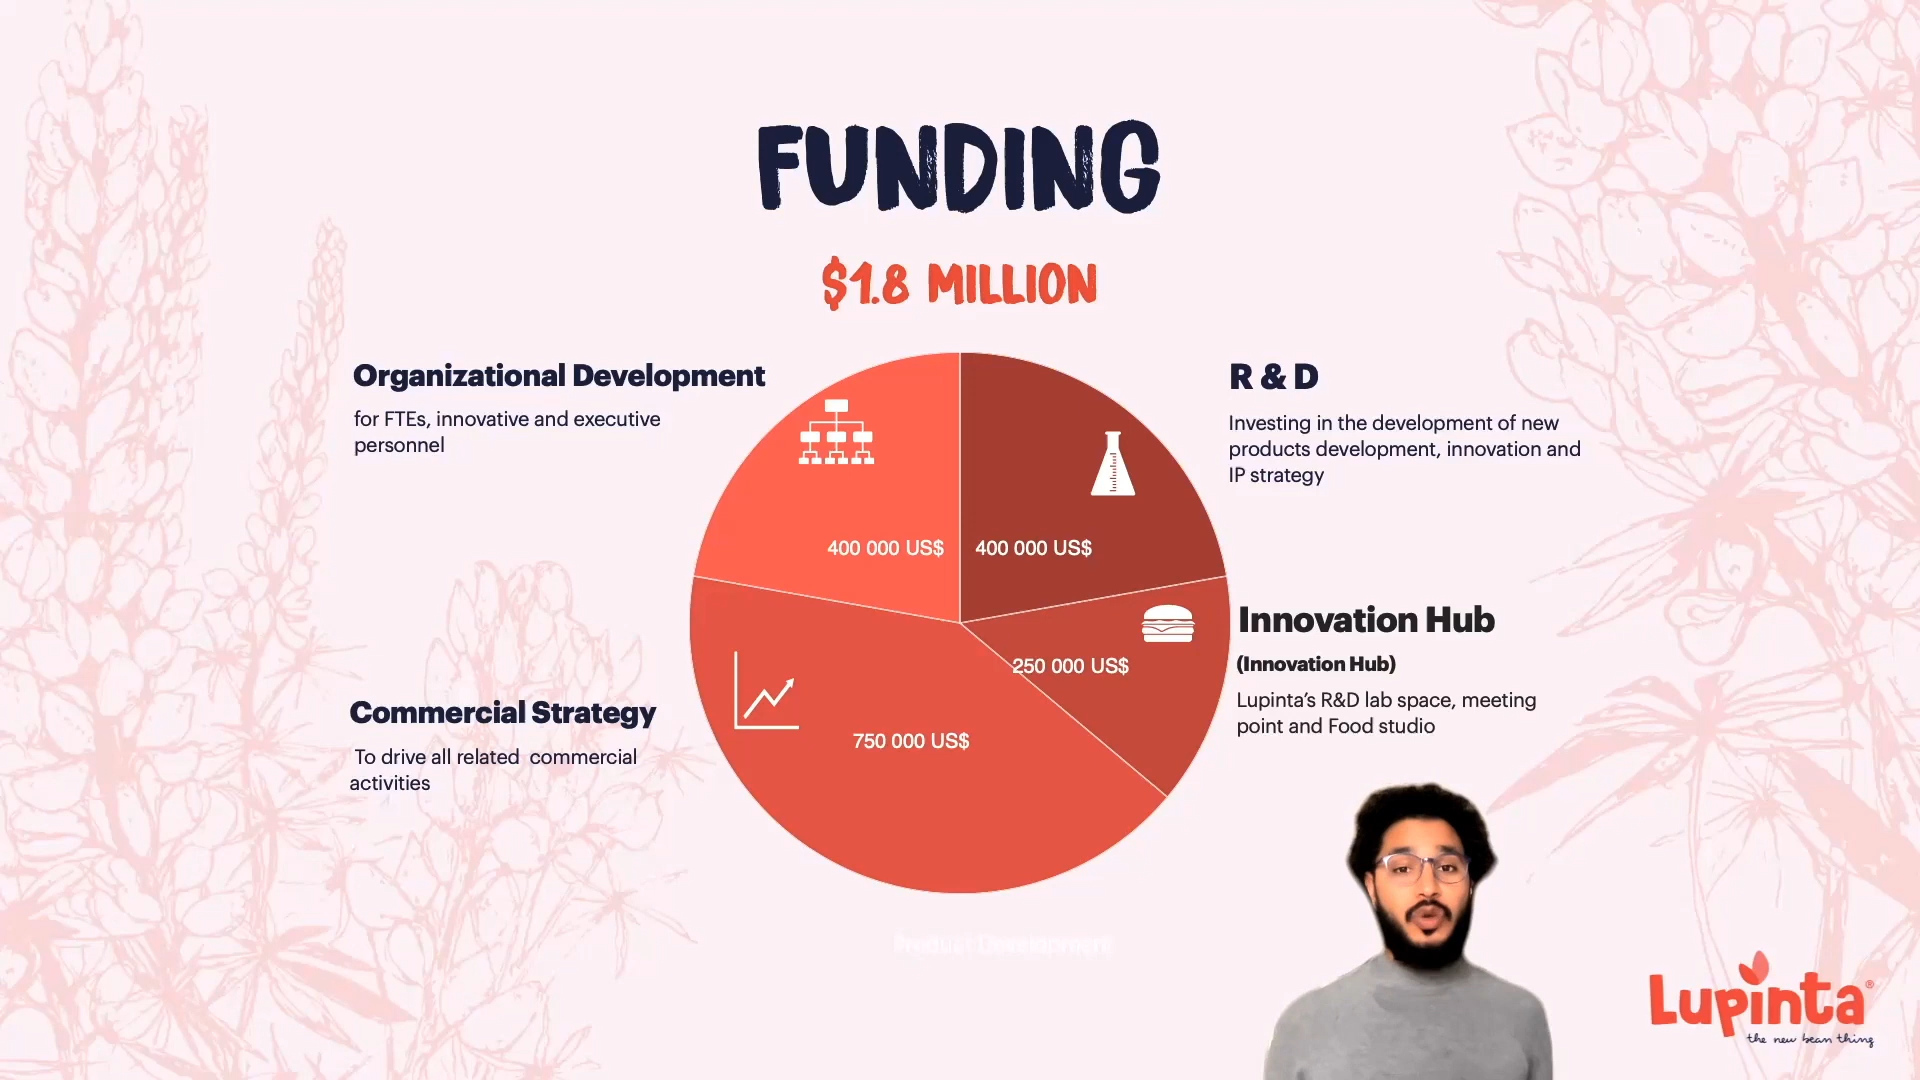 FUNDING
$1.8 MILLION
Organizational Development
for FTEs, innovative and executive
personnel
R & D
Investing in the development of new
products development, innovation and
IP strategy
400 000 US$
400 000 US$
Innovation Hub
(Innovation Hub)
Lupinta’s R&D lab space, meeting
point and Food studio
250 000 US$
Commercial Strategy
To drive all related commercial
activities
750 000 US$
Product Development
Lupinta®
the new bean thing